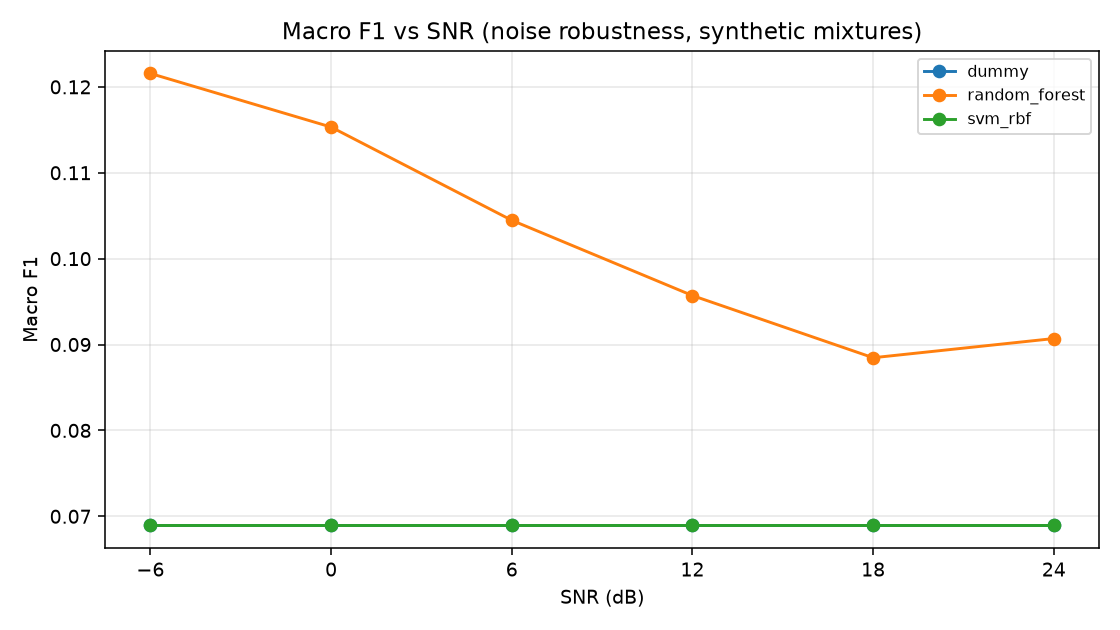 Macro F1 vs SNR (noise robustness, synthetic mixtures)
dummy
random_forest
svm_rbf
0.12
0.11
0.10
0.09
0.08
0.07
Macro F1
−6 0 6 12 18 24
SNR (dB)